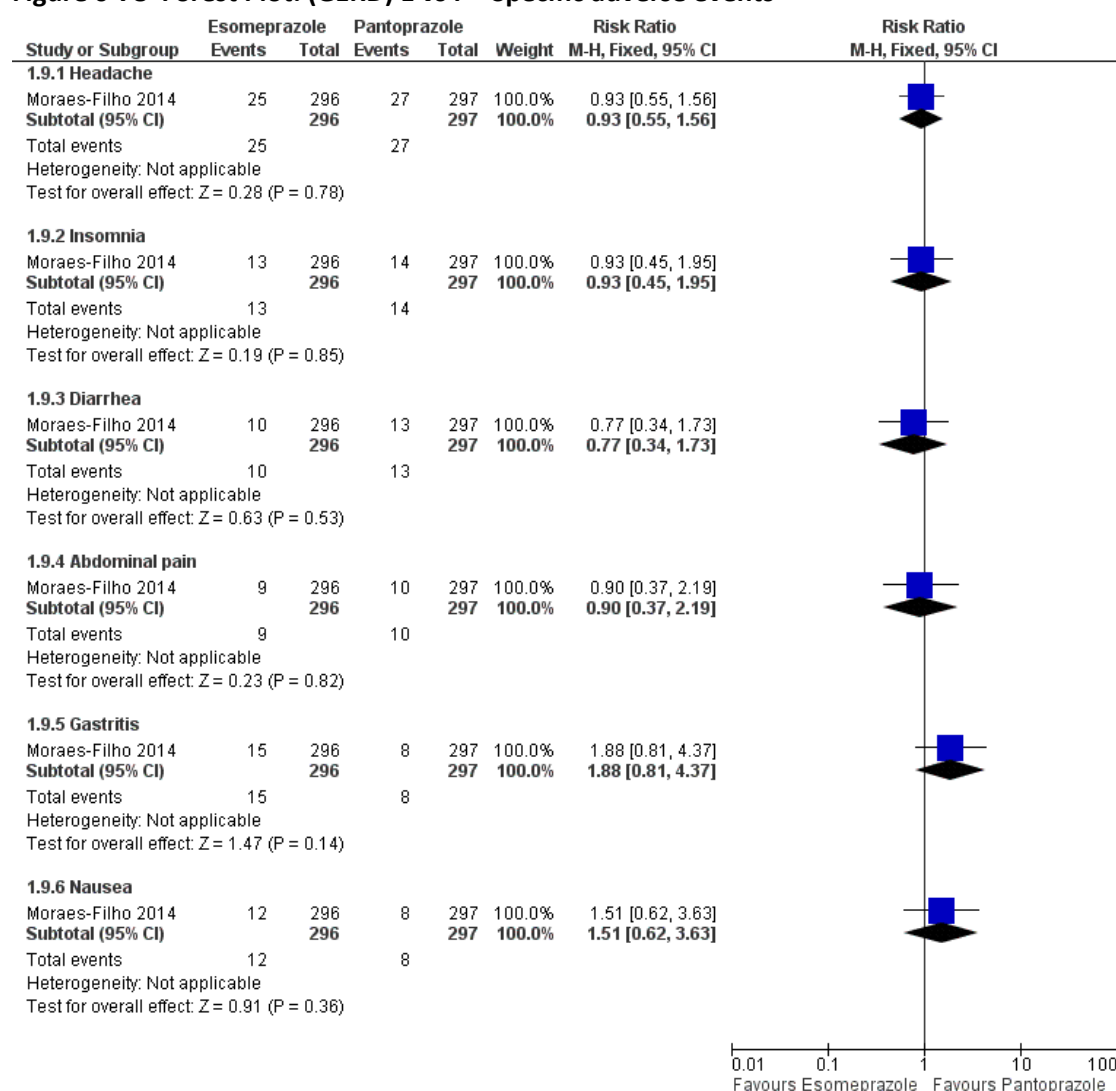 Figure Forest Plot: (GERD) E vs P – Specific adverse events
Esomeprazole Pantoprazole Risk Ratio Risk Ratio
Study or Subgroup Events Total Events Total Weight M-H, Fixed, 95% CI M-H, Fixed, 95% CI
1.9.1 Headache
Moraes-Filho 2014 25 296 27 297 100.0% 0.93 [0.55, 1.56]
Subtotal (95% CI) 296 297 100.0% 0.93 [0.55, 1.56]
Total events 25 27
Heterogeneity: Not applicable
Test for overall effect: Z = 0.28 (P = 0.78)
1.9.2 Insomnia
Moraes-Filho 2014 13 296 14 297 100.0% 0.93 [0.45, 1.95]
Subtotal (95% CI) 296 297 100.0% 0.93 [0.45, 1.95]
Total events 13 14
Heterogeneity: Not applicable
Test for overall effect: Z = 0.19 (P = 0.85)
1.9.3 Diarrhea
Moraes-Filho 2014 10 296 13 297 100.0% 0.77 [0.34, 1.73]
Subtotal (95% CI) 296 297 100.0% 0.77 [0.34, 1.73]
Total events 10 13
Heterogeneity: Not applicable
Test for overall effect: Z = 0.63 (P = 0.53)
1.9.4 Abdominal pain
Moraes-Filho 2014 9 296 10 297 100.0% 0.90 [0.37, 2.19]
Subtotal (95% CI) 296 297 100.0% 0.90 [0.37, 2.19]
Total events 9 10
Heterogeneity: Not applicable
Test for overall effect: Z = 0.23 (P = 0.82)
1.9.5 Gastritis
Moraes-Filho 2014 15 296 8 297 100.0% 1.88 [0.81, 4.37]
Subtotal (95% CI) 296 297 100.0% 1.88 [0.81, 4.37]
Total events 15 8
Heterogeneity: Not applicable
Test for overall effect: Z = 1.47 (P = 0.14)
1.9.6 Nausea
Moraes-Filho 2014 12 296 8 297 100.0% 1.51 [0.62, 3.63]
Subtotal (95% CI) 296 297 100.0% 1.51 [0.62, 3.63]
Total events 12 8
Heterogeneity: Not applicable
Test for overall effect: Z = 0.91 (P = 0.36)
0.01 0.1 1 10 100
Favours Esomeprazole Favours Pantoprazole